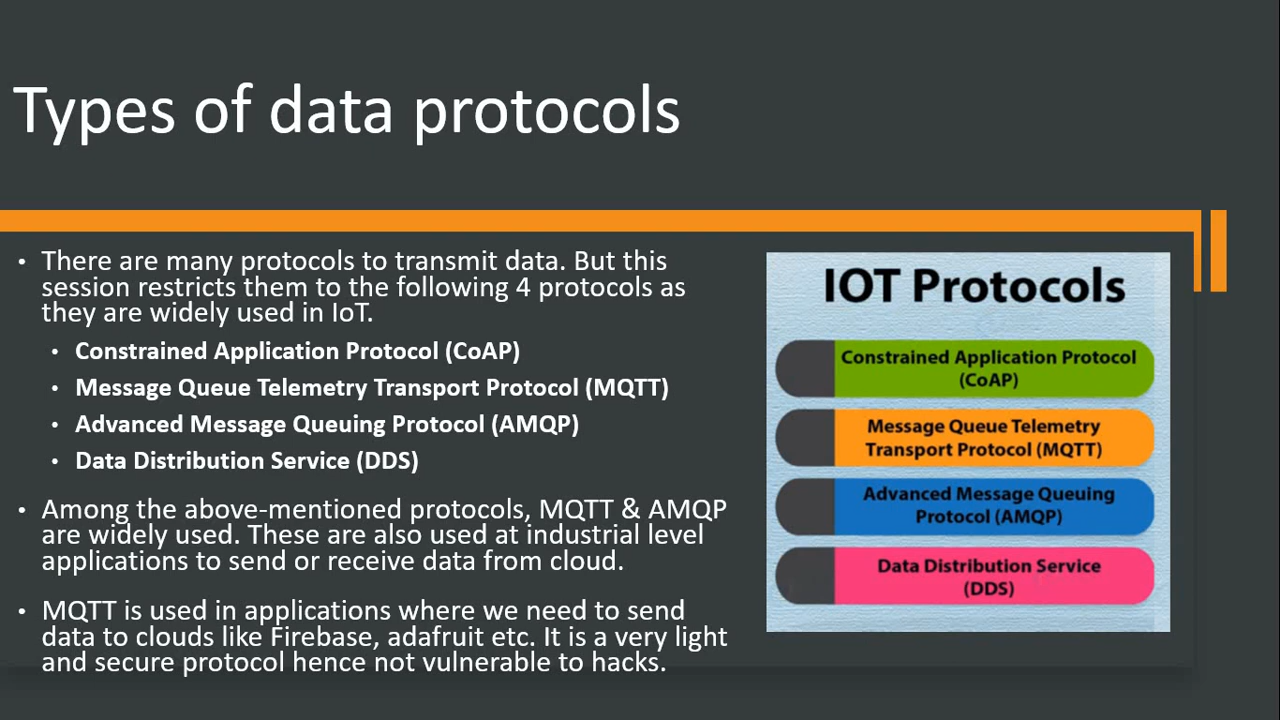 Types of data protocols
• There are many protocols to transmit data. But this
session restricts them to the following 4 protocols as
they are widely used in IoT.
• Constrained Application Protocol (CoAP)
• Message Queue Telemetry Transport Protocol (MQTT)
• Advanced Message Queuing Protocol (AMQP)
• Data Distribution Service (DDS)
• Among the above-mentioned protocols, MQTT & AMQP
are widely used. These are also used at industrial level
applications to send or receive data from cloud.
• MQTT is used in applications where we need to send
data to clouds like Firebase, adafruit etc. It is a very light
and secure protocol hence not vulnerable to hacks.
IOT Protocols
Constrained Application Protocol
(CoAP)
Message Queue Telemetry
Transport Protocol (MQTT)
Advanced Message Queuing
Protocol (AMQP)
Data Distribution Service
(DDS)